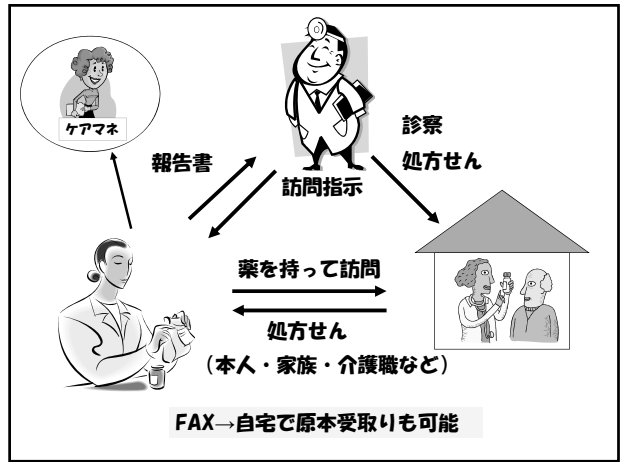 ケアマネ
報告書
訪問指示
診察
処方せん
薬を持って訪問
処方せん
（本人・家族・介護職など）
FAX→自宅で原本受取りも可能